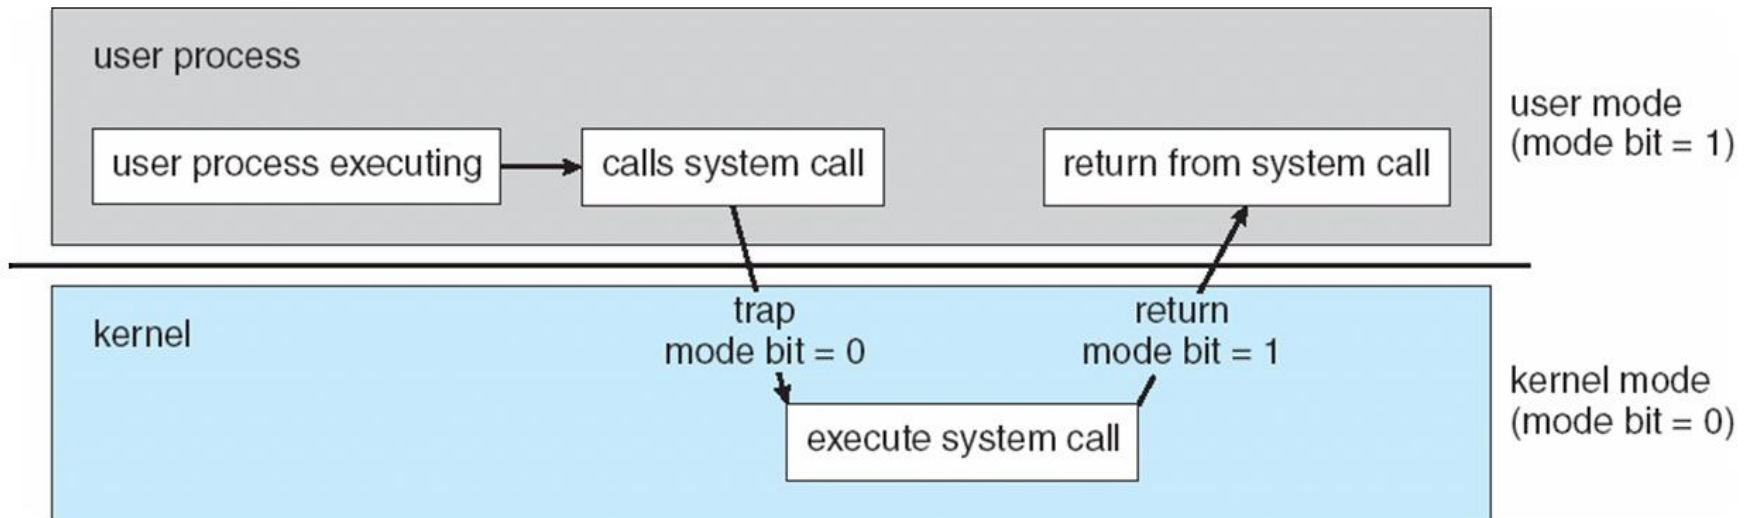 user process
user process executing
calls system call
return from system call
user mode
(mode bit = 1)
trap
mode bit = 0
return
mode bit = 1
kernel
execute system call
kernel mode
(mode bit = 0)